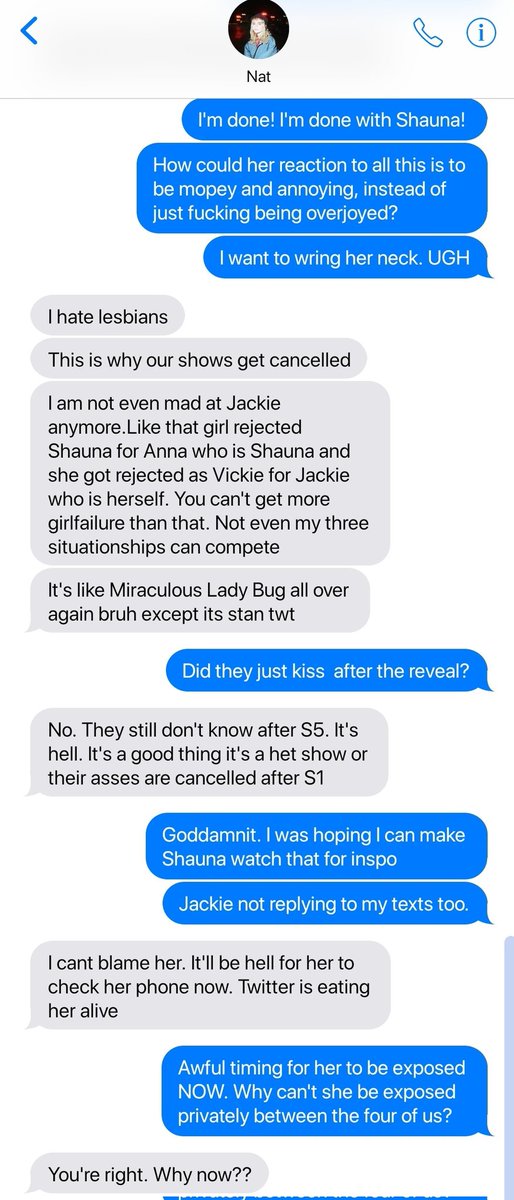 Nat
I'm done! I'm done with Shauna!
How could her reaction to all this is to
be mopey and annoying, instead of
just fucking being overjoyed?
I want to wring her neck. UGH
I hate lesbians
This is why our shows get cancelled
I am not even mad at Jackie
anymore.Like that girl rejected
Shauna for Anna who is Shauna and
she got rejected as Vickie for Jackie
who is herself. You can't get more
girlfailure than that. Not even my three
situationships can compete
It's like Miraculous Lady Bug all over
again bruh except its stan twt
Did they just kiss after the reveal?
No. They still don't know after S5. It's
hell. It's a good thing it's a het show or
their asses are cancelled after S1
Goddamnit. I was hoping I can make
Shauna watch that for inspo
Jackie not replying to my texts too.
I cant blame her. It'll be hell for her to
check her phone now. Twitter is eating
her alive
Awful timing for her to be exposed
NOW. Why can't she be exposed
privately between the four of us?
You're right. Why now??